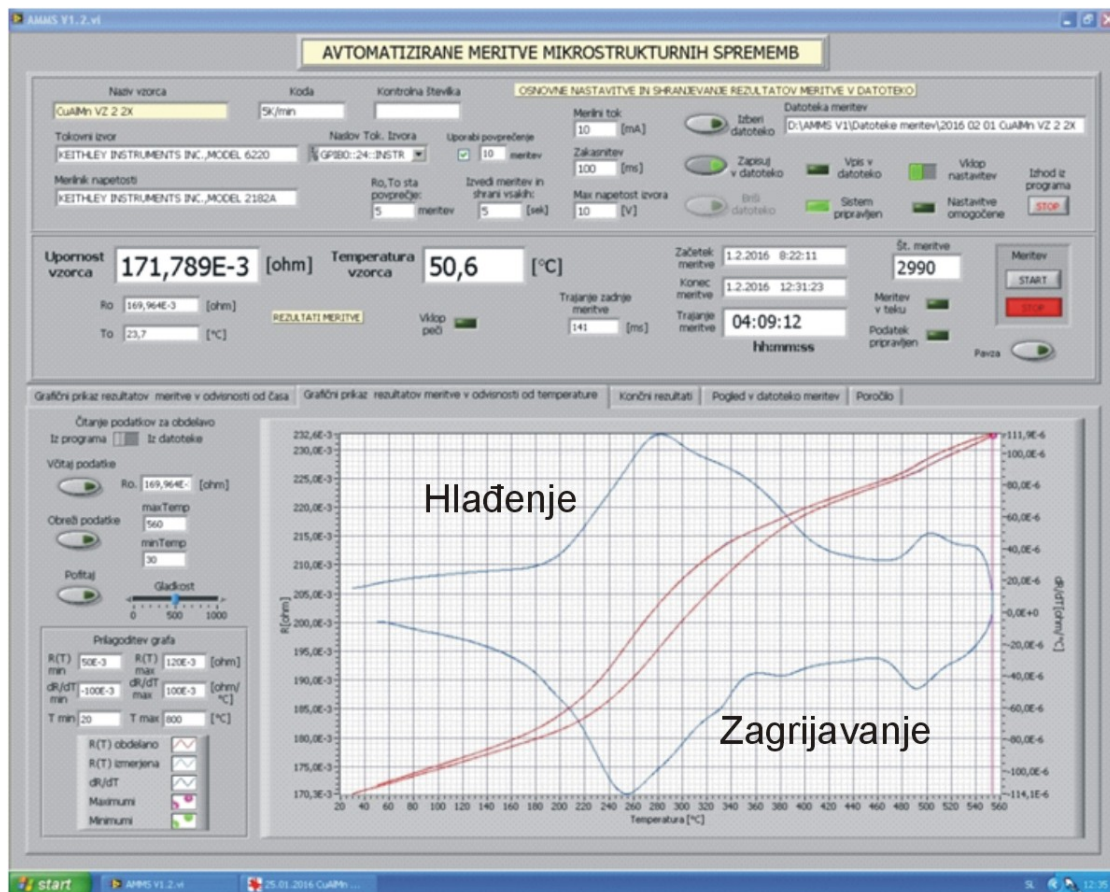 AMMS V1.2.vi
AVTOMATIZIRANE MERITVE MIKROSTRUKTURNIH SPREMEMB
Naziv vzorca
CuAlMn VZ 2 2X
Koda
5K/min
Kontrolna številka
OSNOVNE NASTAVITVE IN SHRANJEVANJE REZULTATOV MERITVE V DATOTEKO
Tokovni izvor
KEITHLEY INSTRUMENTS INC.,MODEL 6220
Naslov Tok. Izvora
GPIB0::24::INSTR
Uporabi povprečenje
10 meritev
Merilnik napetosti
KEITHLEY INSTRUMENTS INC.,MODEL 2182A
Ro,To sta
povprečje:
5 meritev
Izvedi meritev in
shrani vsakih:
5 [sek]
Merilni tok
10 [mA]
Zakasnitev
100 [ms]
Max napetost izvora
10 [V]
Izberi
datoteko
Datoteka meritev
D:\AMMS V1\Datoteke meritev\2016 02 01 CuAlMn VZ 2 2X
Zapisuj
v datoteko
Vpis v
datoteko
Vklop
nastavitev
Izhod iz
programa
STOP
Briši
datoteko
Sistem
pripravljen
Nastavitve
omogočene
Upornost
vzorca
171,789E-3 [ohm]
Temperatura
vzorca
50,6 [°C]
Ro 169,964E-3 [ohm]
To 23,7 [°C]
REZULTATI MERITVE
Vklop
peči
Trajanje zadnje
meritve
141 [ms]
Začetek
meritve
1.2.2016 8:22:11
Konec
meritve
1.2.2016 12:31:23
Trajanje
meritve
04:09:12
hh:mm:ss
Št. meritve
2990
Meritev
v teku
Podatek
pripravljen
Meritev
START
STOP
Pavza
Grafični prikaz rezultatov meritve v odvisnosti od časa
Grafični prikaz rezultatov meritve v odvisnosti od temperature
Končni rezultati
Pogled v datoteko meritev
Poročilo
Čitanje podatkov za obdelavo
Iz programa Iz datoteke
Včitaj podatke
Ro. 169,964E- [ohm]
Obreži podatke
maxTemp
560
minTemp
30
Pofitaj
Gladkost
0 500 1000
Prilagoditev grafa
R(T) min 50E-3 R(T) max 120E-3 [ohm]
dR/dT min -100E-3 dR/dT max 100E-3 [ohm/°C]
T min 20 T max 800 [°C]
R(T) obdelano
R(T) izmerjena
dR/dT
Maximumi
Minimumi
R[ohm]
232,6E-3
230,0E-3
225,0E-3
220,0E-3
215,0E-3
210,0E-3
205,0E-3
200,0E-3
195,0E-3
190,0E-3
185,0E-3
180,0E-3
175,0E-3
170,3E-3
Hlađenje
Zagrijavanje
111,9E-6
100,0E-6
80,0E-6
60,0E-6
40,0E-6
20,0E-6
0,0E+0
-20,0E-6
-40,0E-6
-60,0E-6
-80,0E-6
-100,0E-6
-114,1E-6
dR/dT[ohm/°C]
20 40 60 80 100 120 140 160 180 200 220 240 260 280 300 320 340 360 380 400 420 440 460 480 500 520 540 560
Temperatura [°C]
start
AMMS V1.2.vi
25.01.2016 CuAlMn ...
SL
12:35